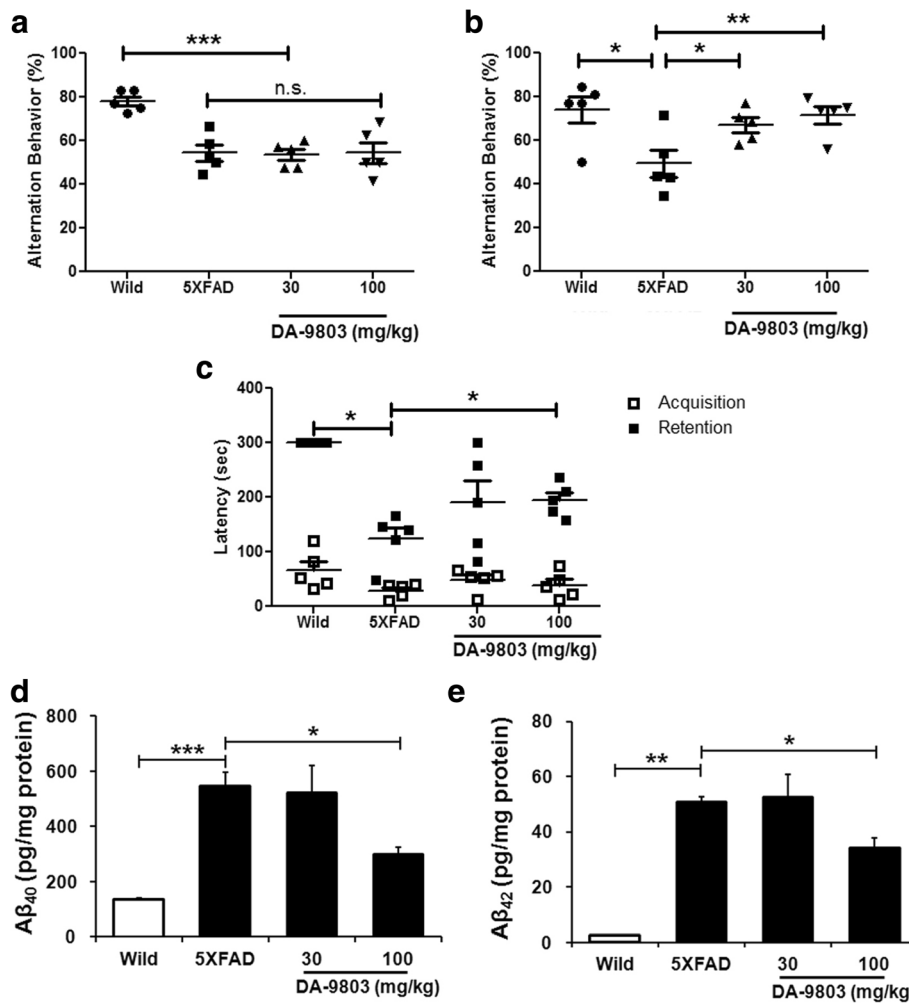 a
***
n.s.
Alternation Behavior (%)
100
80
60
40
20
0
Wild 5XFAD 30 100
DA-9803 (mg/kg)
b
**
* *
Alternation Behavior (%)
100
80
60
40
20
0
Wild 5XFAD 30 100
DA-9803 (mg/kg)
c
* *
Latency (sec)
400
300
200
100
0
Wild 5XFAD 30 100
DA-9803 (mg/kg)
Acquisition
Retention
d
*** *
Aβ40 (pg/mg protein)
800
600
400
200
0
Wild 5XFAD 30 100
DA-9803 (mg/kg)
e
** *
Aβ42 (pg/mg protein)
80
60
40
20
0
Wild 5XFAD 30 100
DA-9803 (mg/kg